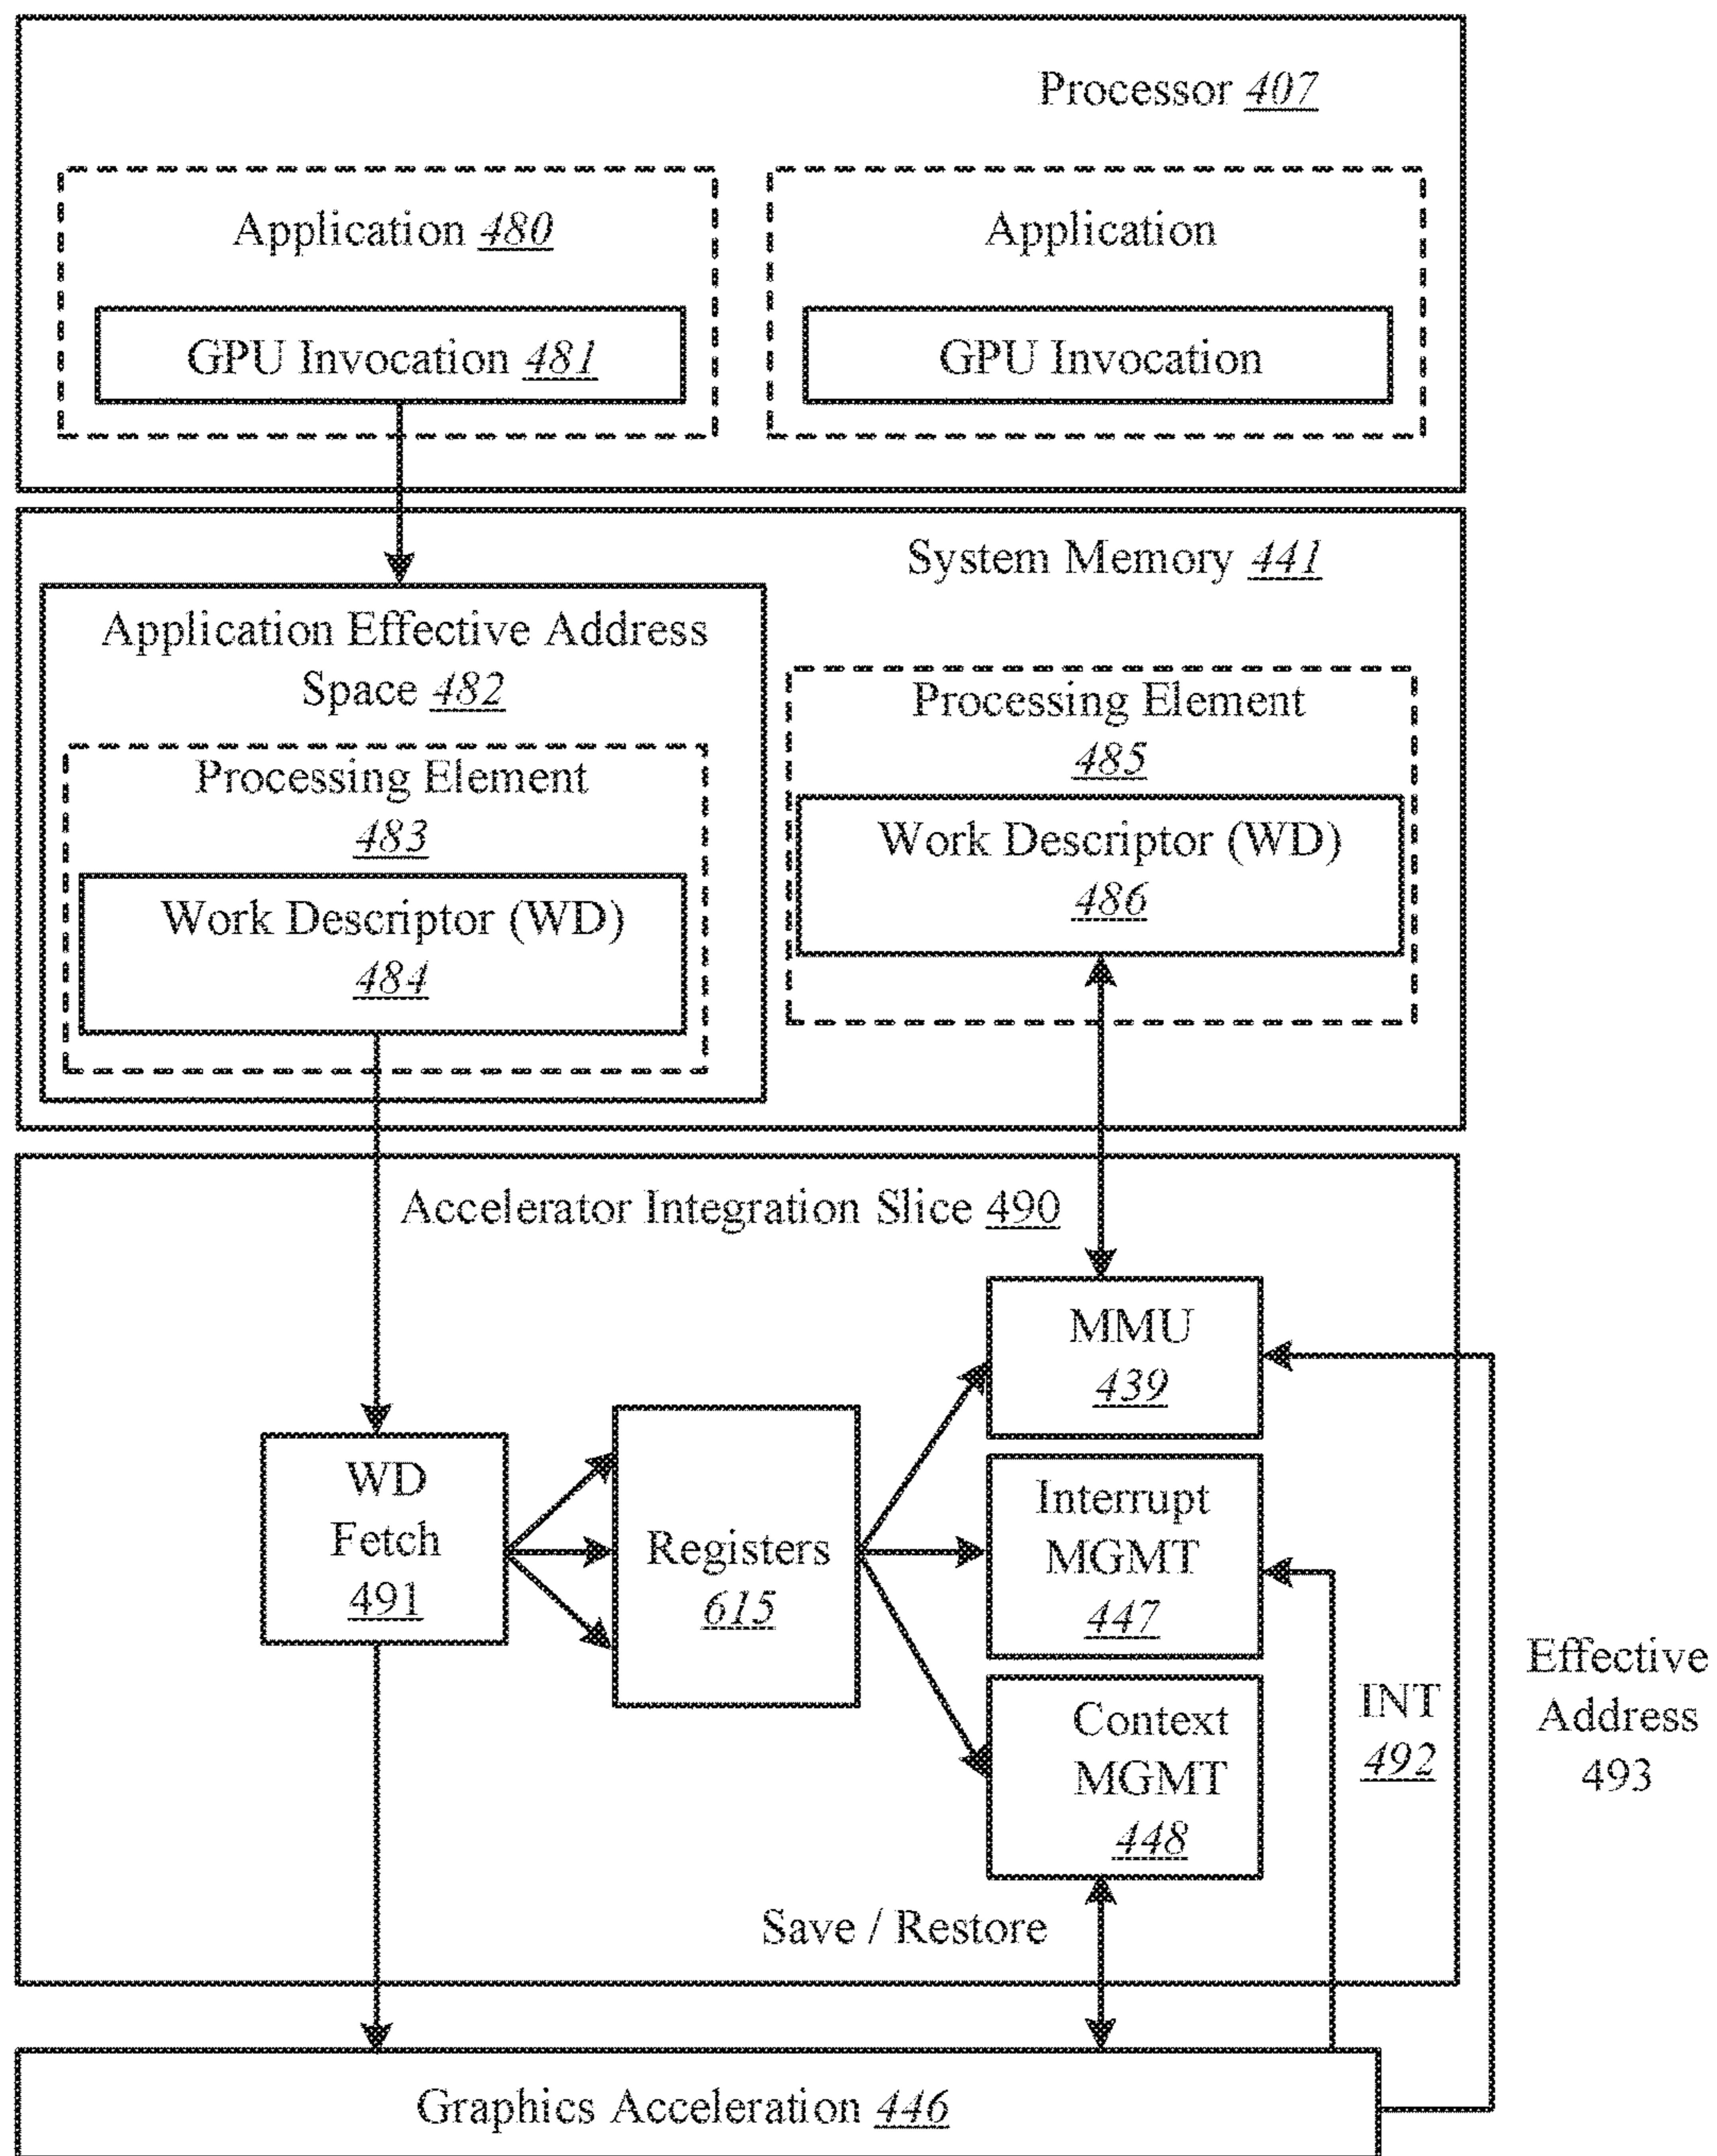 Processor 407
Application 480
Application
GPU Invocation 481
GPU Invocation
System Memory 441
Application Effective Address
Space 482
Processing Element
485
Processing Element
483
Work Descriptor (WD)
486
Work Descriptor (WD)
484
Accelerator Integration Slice 490
MMU
439
WD
Fetch
491
Registers
615
Interrupt
MGMT
447
Context
MGMT
448
INT
492
Effective
Address
493
Save / Restore
Graphics Acceleration 446